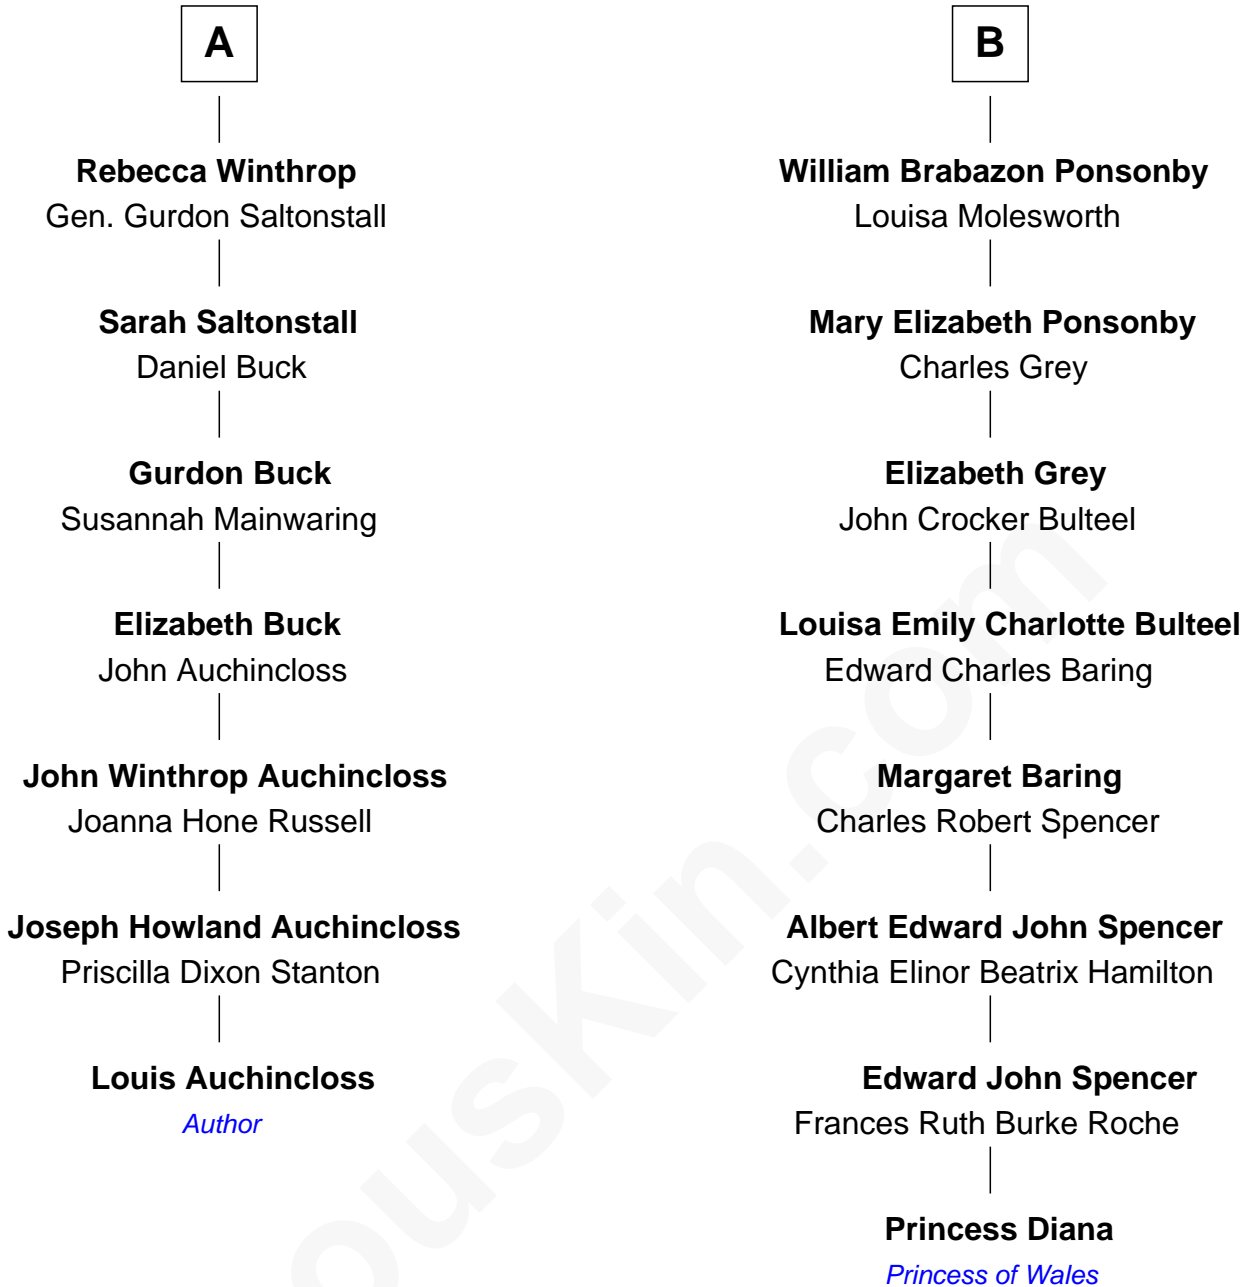 A
Rebecca Winthrop
Gen. Gurdon Saltonstall
Sarah Saltonstall
Daniel Buck
Gurdon Buck
Susannah Mainwaring
Elizabeth Buck
John Auchincloss
John Winthrop Auchincloss
Joanna Hone Russell
Joseph Howland Auchincloss
Priscilla Dixon Stanton
Louis Auchincloss
Author
B
William Brabazon Ponsonby
Louisa Molesworth
Mary Elizabeth Ponsonby
Charles Grey
Elizabeth Grey
John Crocker Bulteel
Louisa Emily Charlotte Bulteel
Edward Charles Baring
Margaret Baring
Charles Robert Spencer
Albert Edward John Spencer
Cynthia Elinor Beatrix Hamilton
Edward John Spencer
Frances Ruth Burke Roche
Princess Diana
Princess of Wales
ousKin.com